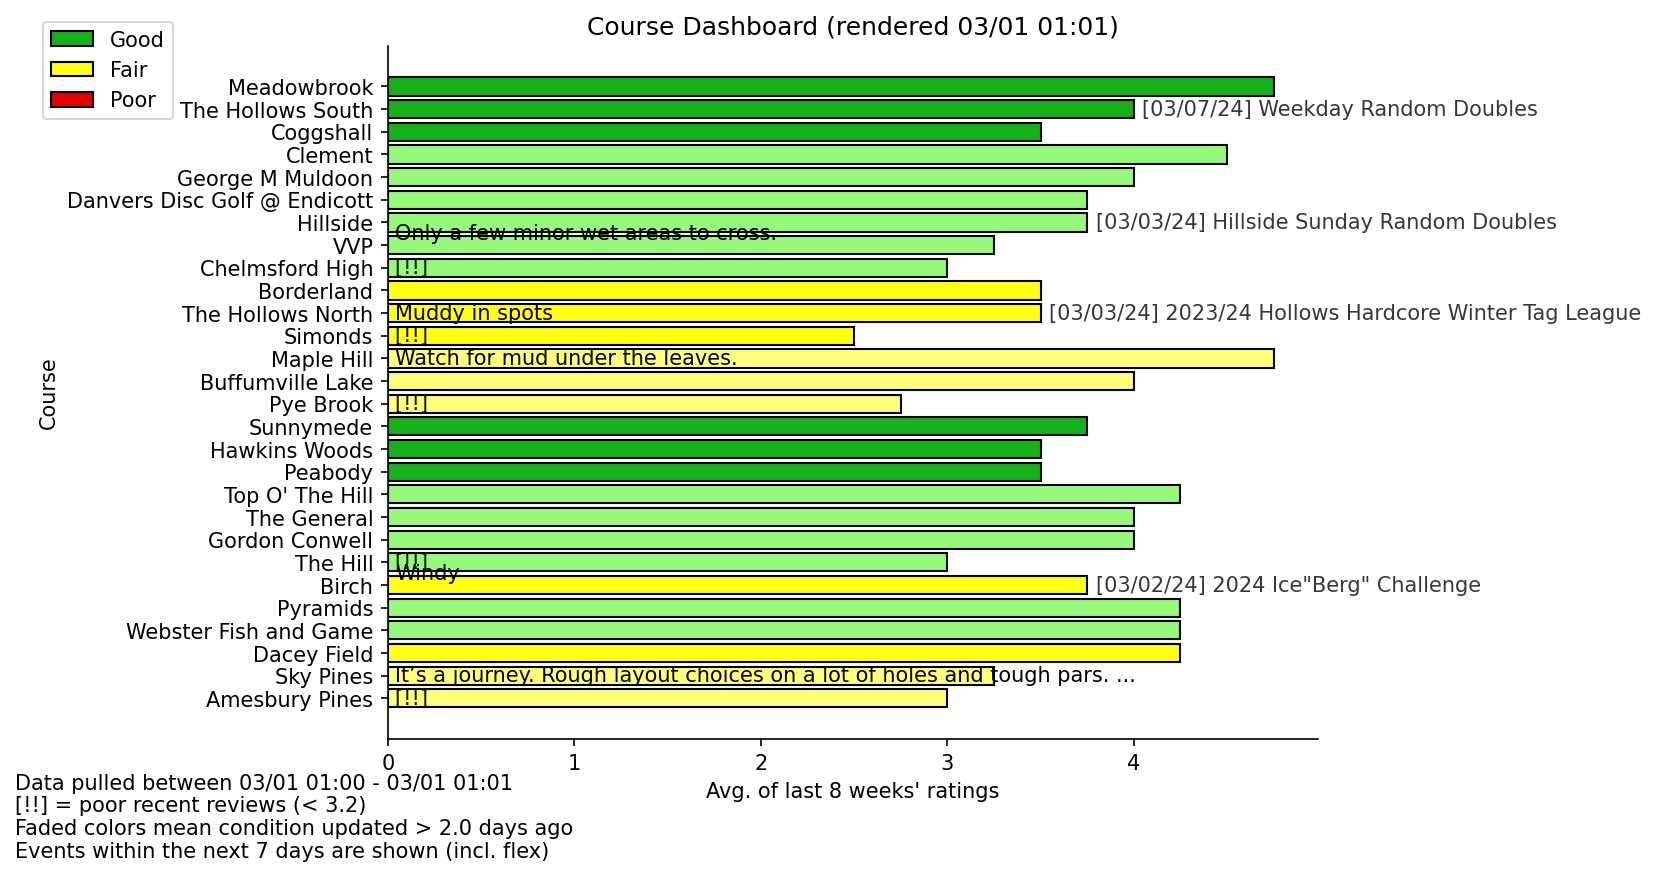 Course Dashboard (rendered 03/01 01:01)
Good
Fair
Poor
Meadowbrook
The Hollows South [03/07/24] Weekday Random Doubles
Coggshall
Clement
George M Muldoon
Danvers Disc Golf @ Endicott
Hillside [03/03/24] Hillside Sunday Random Doubles
Only a few minor wet areas to cross.
VVP
Chelmsford High [!!]
Borderland
The Hollows North Muddy in spots [03/03/24] 2023/24 Hollows Hardcore Winter Tag League
Simonds [!!]
Maple Hill Watch for mud under the leaves.
Buffumville Lake
Pye Brook [!!]
Sunnymede
Hawkins Woods
Peabody
Top O' The Hill
The General
Gordon Conwell
The Hill [!!]
Windy
Birch [03/02/24] 2024 Ice"Berg" Challenge
Pyramids
Webster Fish and Game
Dacey Field
Sky Pines It’s a journey. Rough layout choices on a lot of holes and tough pars. ...
Amesbury Pines [!!]
Course
0 1 2 3 4
Avg. of last 8 weeks' ratings
Data pulled between 03/01 01:00 - 03/01 01:01
[!!] = poor recent reviews (< 3.2)
Faded colors mean condition updated > 2.0 days ago
Events within the next 7 days are shown (incl. flex)